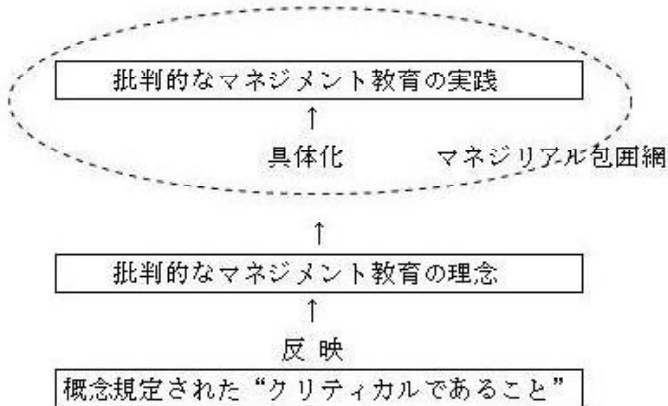 批判的なマネジメント教育の実践
↑
具体化 マネジリアル包囲網
↑
批判的なマネジメント教育の理念
↑
反映
概念規定された“クリティカルであること”